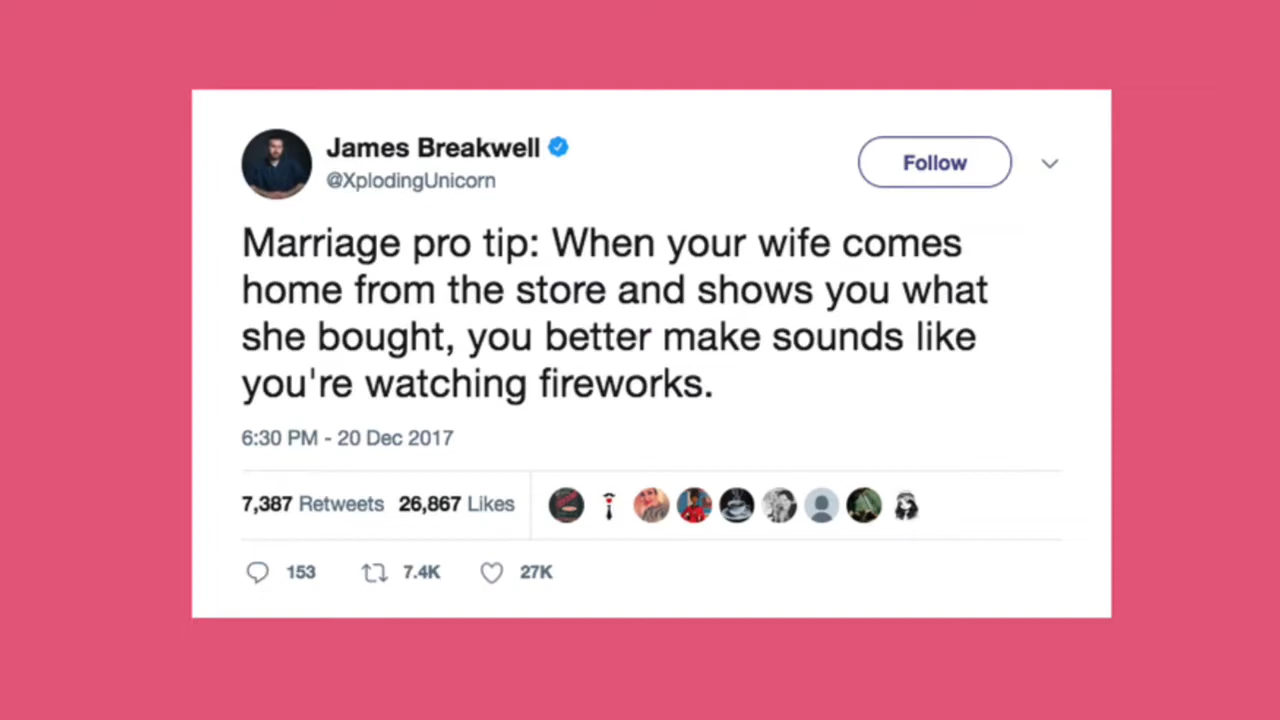 James Breakwell
@XplodingUnicorn
Follow
Marriage pro tip: When your wife comes
home from the store and shows you what
she bought, you better make sounds like
you're watching fireworks.
6:30 PM - 20 Dec 2017
7,387 Retweets 26,867 Likes
153 7.4K 27K